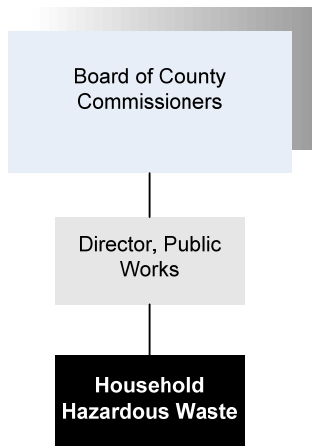 Board of County
Commissioners
Director, Public
Works
Household
Hazardous Waste